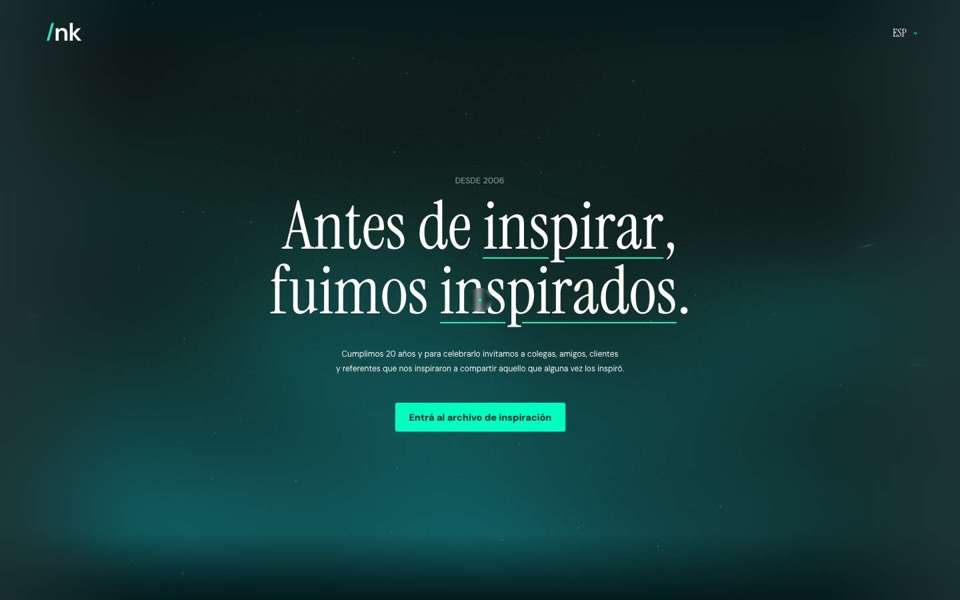 /nk
ESP
DESDE 2006
Antes de inspirar,
fuimos inspirados.
Cumplimos 20 años y para celebrarlo invitamos a colegas, amigos, clientes
y referentes que nos inspiraron a compartir aquello que alguna vez los inspiró.
Entrá al archivo de inspiración